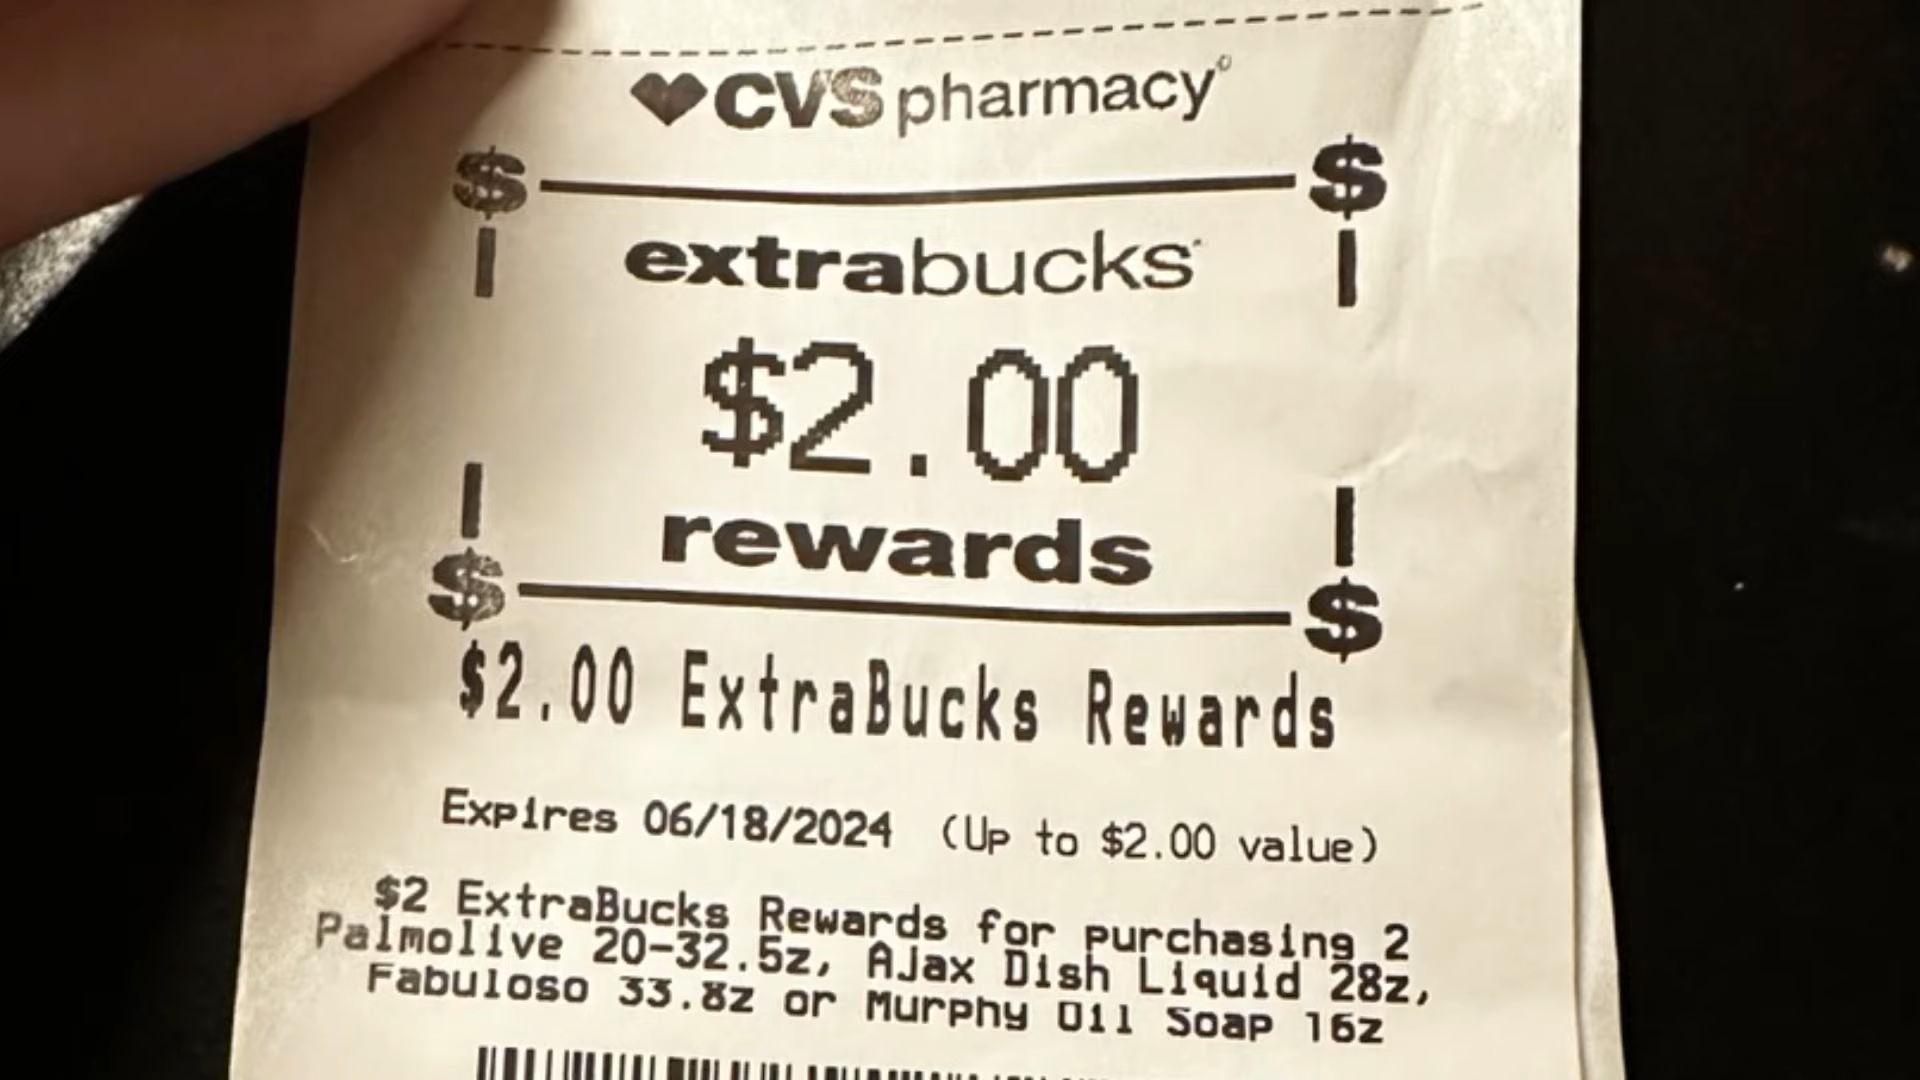 CVS pharmacy®
$ $
extrabucks®
$2.00
rewards
$ $
$2.00 ExtraBucks Rewards
Expires 06/18/2024 (Up to $2.00 value)
$2 ExtraBucks Rewards for purchasing 2
Palmolive 20-32.5z, AJax Dish Liquid 28z,
Fabuloso 33.8z or Murphy Oil Soap 16z